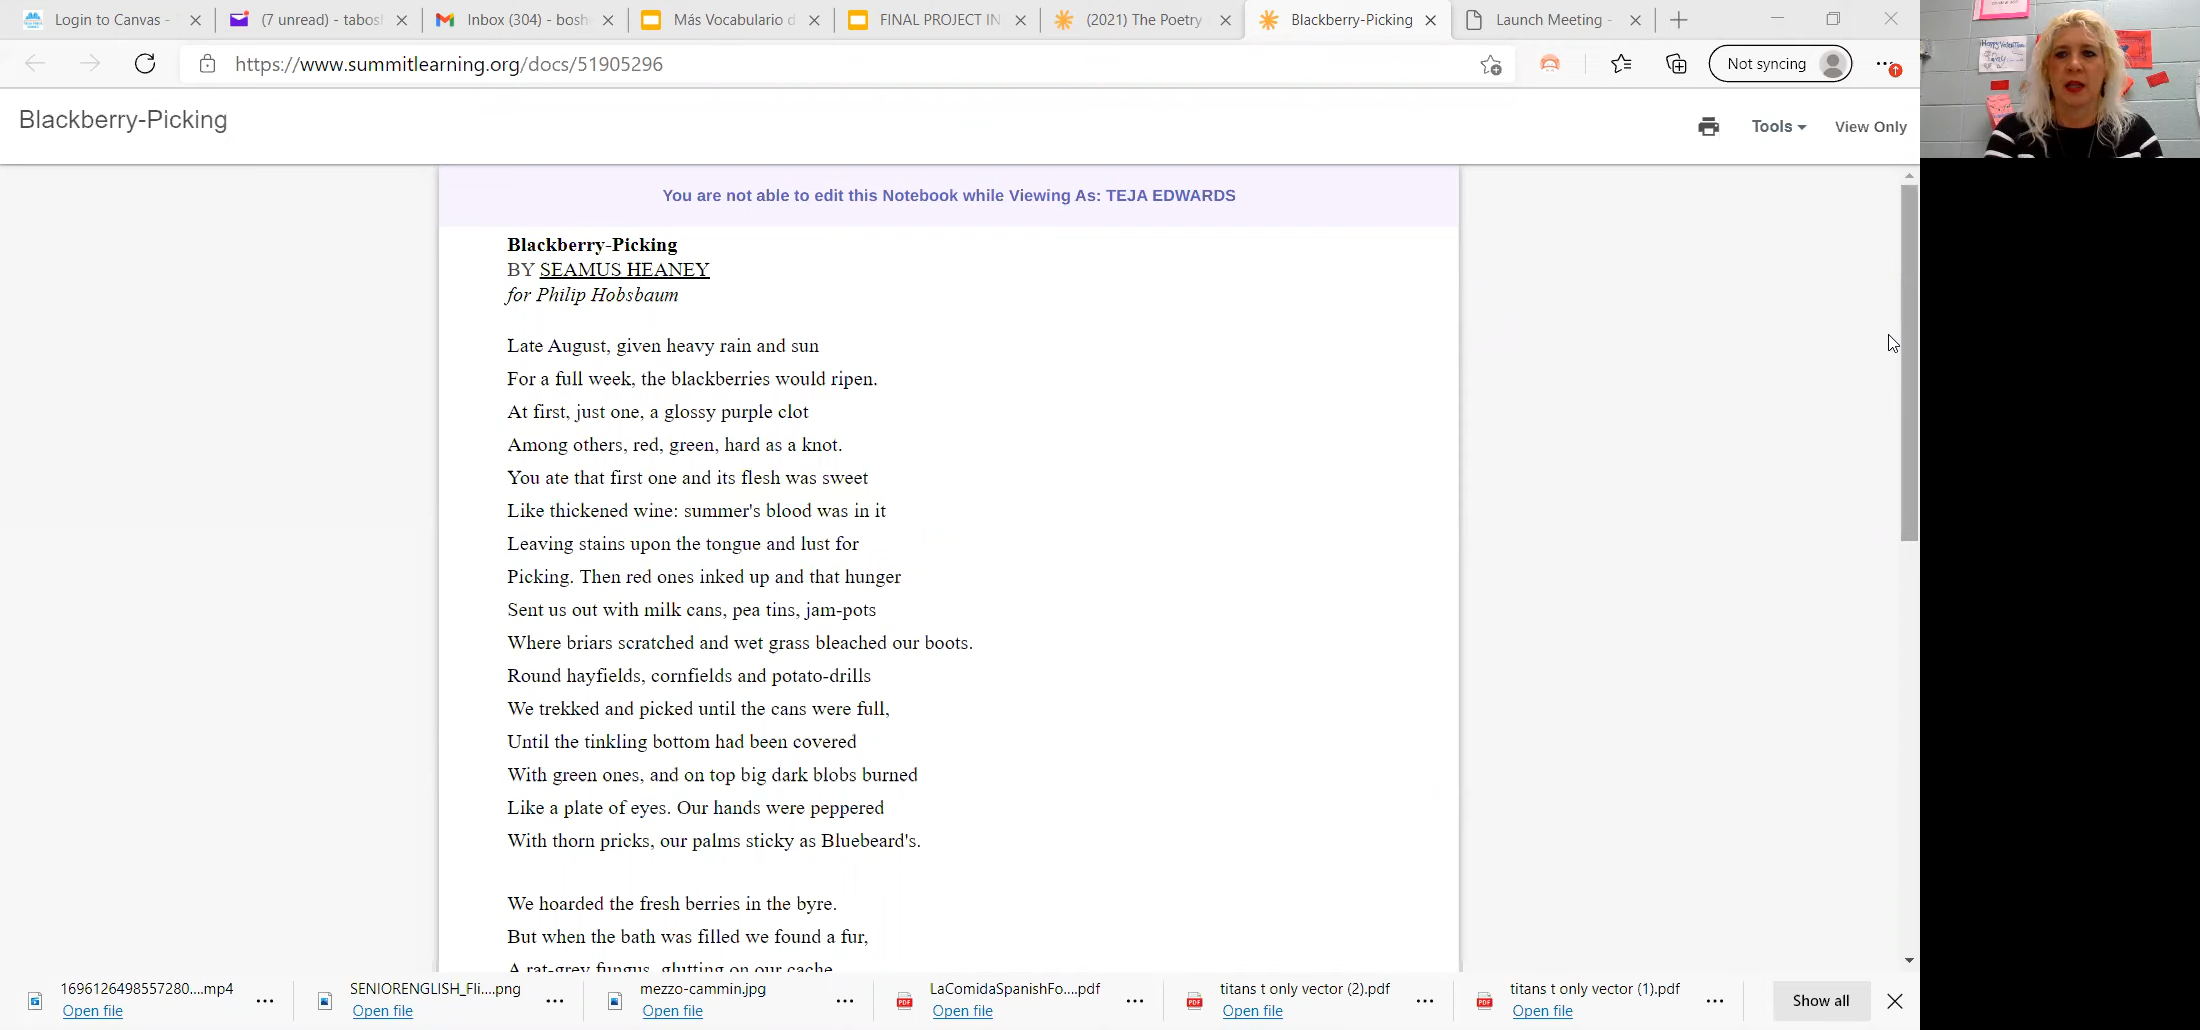 Login to Canvas -
(7 unread) - tabos
Inbox (304) - bosh
Más Vocabulario d
FINAL PROJECT IN
(2021) The Poetry
Blackberry-Picking
Launch Meeting -
https://www.summitlearning.org/docs/51905296
Not syncing
Blackberry-Picking
Tools
View Only
You are not able to edit this Notebook while Viewing As: TEJA EDWARDS
Blackberry-Picking
BY SEAMUS HEANEY
for Philip Hobsbaum
Late August, given heavy rain and sun
For a full week, the blackberries would ripen.
At first, just one, a glossy purple clot
Among others, red, green, hard as a knot.
You ate that first one and its flesh was sweet
Like thickened wine: summer's blood was in it
Leaving stains upon the tongue and lust for
Picking. Then red ones inked up and that hunger
Sent us out with milk cans, pea tins, jam-pots
Where briars scratched and wet grass bleached our boots.
Round hayfields, cornfields and potato-drills
We trekked and picked until the cans were full,
Until the tinkling bottom had been covered
With green ones, and on top big dark blobs burned
Like a plate of eyes. Our hands were peppered
With thorn pricks, our palms sticky as Bluebeard's.
We hoarded the fresh berries in the byre.
But when the bath was filled we found a fur,
A rat-grey fungus, glutting on our cache
1696126498557280....mp4
Open file
SENIORENGLISH_Fli....png
Open file
mezzo-cammin.jpg
Open file
LaComidaSpanishFo....pdf
Open file
titans t only vector (2).pdf
Open file
titans t only vector (1).pdf
Open file
Show all